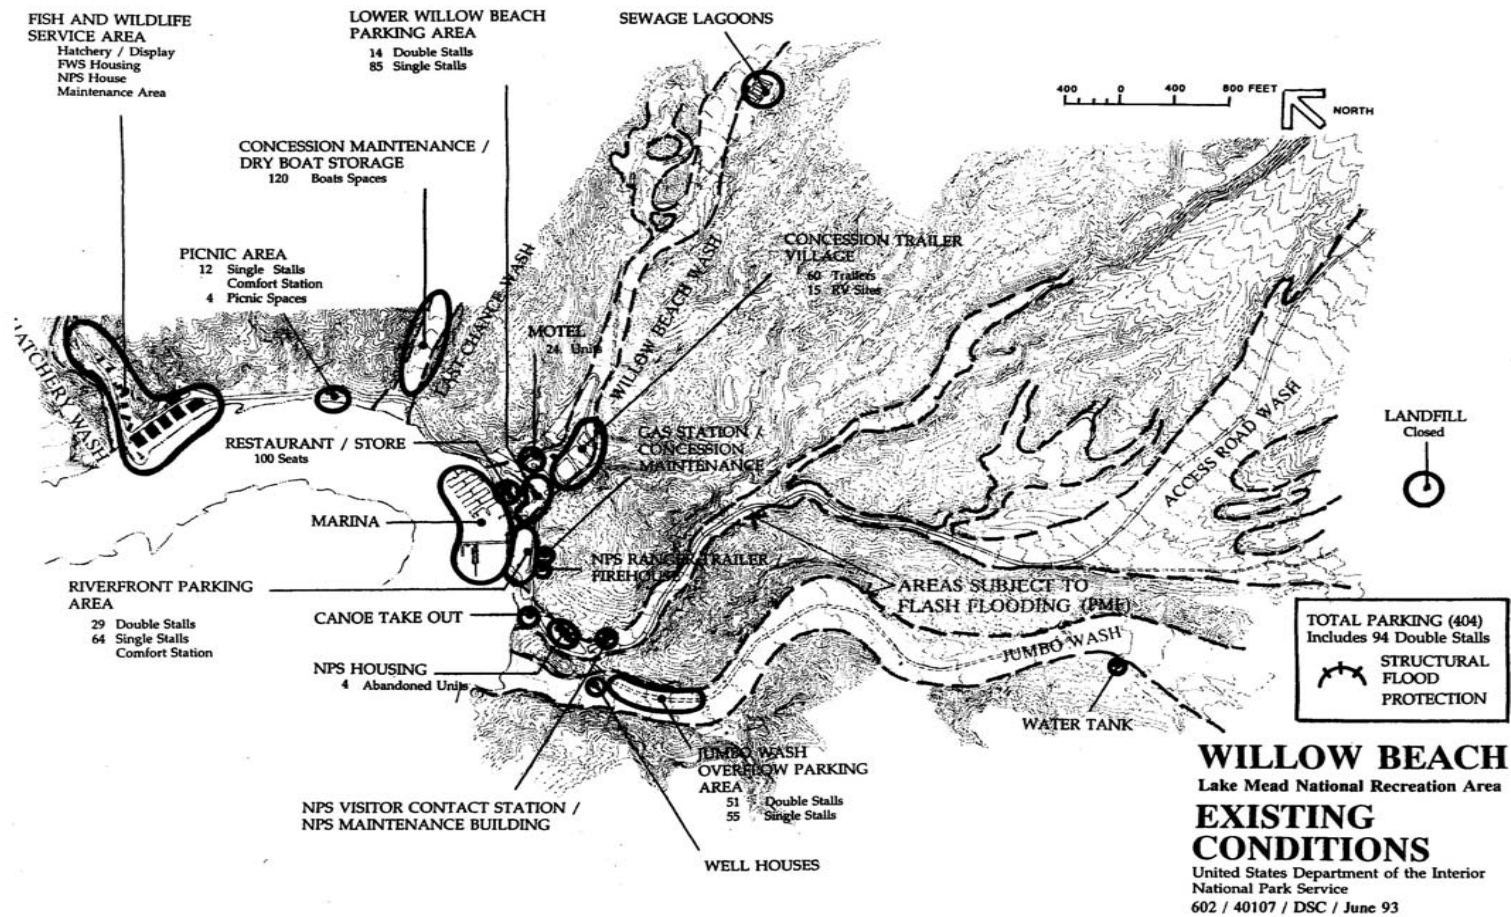 FISH AND WILDLIFE
SERVICE AREA
Hatchery / Display
FWS Housing
NPS House
Maintenance Area
LOWER WILLOW BEACH
PARKING AREA
14 Double Stalls
85 Single Stalls
SEWAGE LAGOONS
400 0 400 800 FEET
NORTH
CONCESSION MAINTENANCE /
DRY BOAT STORAGE
120 Boats Spaces
PICNIC AREA
12 Single Stalls
Comfort Station
4 Picnic Spaces
CONCESSION TRAILER
VILLAGE
60 Trailers
15 RV Sites
HATCHERY WASH
LAST CHANCE WASH
WILLOW BEACH WASH
MOTEL
24 Units
RESTAURANT / STORE
100 Seats
GAS STATION /
CONCESSION
MAINTENANCE
ACCESS ROAD WASH
LANDFILL
Closed
MARINA
NPS RANGER TRAILER /
FIREHOUSE
RIVERFRONT PARKING
AREA
29 Double Stalls
64 Single Stalls
Comfort Station
AREAS SUBJECT TO
FLASH FLOODING (PMF)
CANOE TAKE OUT
JUMBO WASH
NPS HOUSING
4 Abandoned Units
WATER TANK
TOTAL PARKING (404)
Includes 94 Double Stalls
STRUCTURAL
FLOOD
PROTECTION
JUMBO WASH
OVERFLOW PARKING
AREA
51 Double Stalls
55 Single Stalls
NPS VISITOR CONTACT STATION /
NPS MAINTENANCE BUILDING
WELL HOUSES
WILLOW BEACH
Lake Mead National Recreation Area
EXISTING
CONDITIONS
United States Department of the Interior
National Park Service
602 / 40107 / DSC / June 93